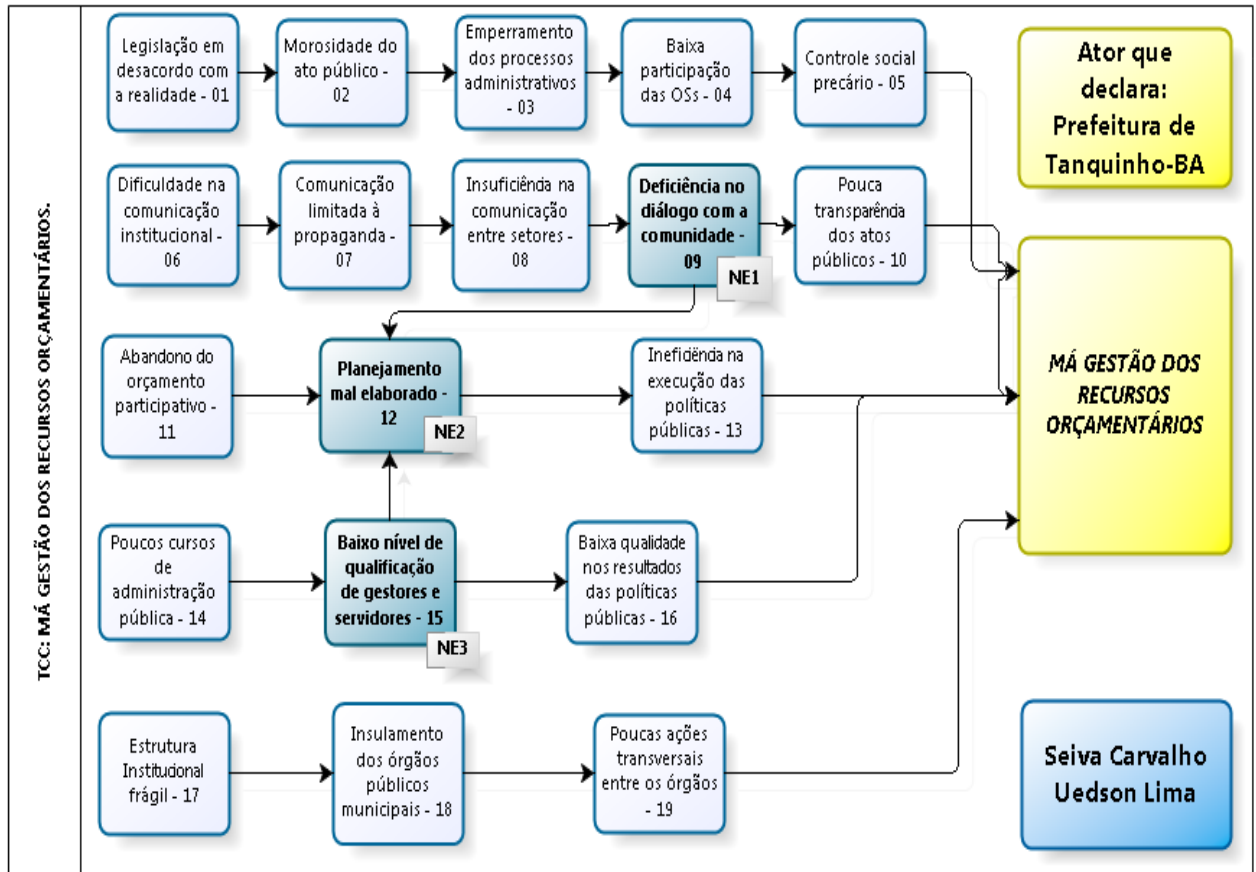 TCC: MÁ GESTÃO DOS RECURSOS ORÇAMENTÁRIOS.
Legislação em
desacordo com
a realidade - 01
Morosidade do
ato público -
02
Emperramento
dos processos
administrativos
- 03
Baixa
participação
das OSs - 04
Controle social
precário - 05
Ator que
declara:
Prefeitura de
Tanquinho-BA
Dificuldade na
comunicação
institucional -
06
Comunicação
limitada à
propaganda -
07
Insuficiência na
comunicação
entre setores -
08
Deficiência no
diálogo com a
comunidade -
09
NE1
Pouca
transparência
dos atos
públicos - 10
MÁ GESTÃO DOS
RECURSOS
ORÇAMENTÁRIOS
Abandono do
orçamento
participativo -
11
Planejamento
mal elaborado -
12
NE2
Ineficiência na
execução das
políticas
públicas - 13
Poucos cursos
de
administração
pública - 14
Baixo nível de
qualificação
de gestores e
servidores - 15
NE3
Baixa qualidade
nos resultados
das políticas
públicas - 16
Estrutura
Institucional
frágil - 17
Insulamento
dos órgãos
públicos
municipais - 18
Poucas ações
transversais
entre os órgãos
- 19
Seiva Carvalho
Uedson Lima